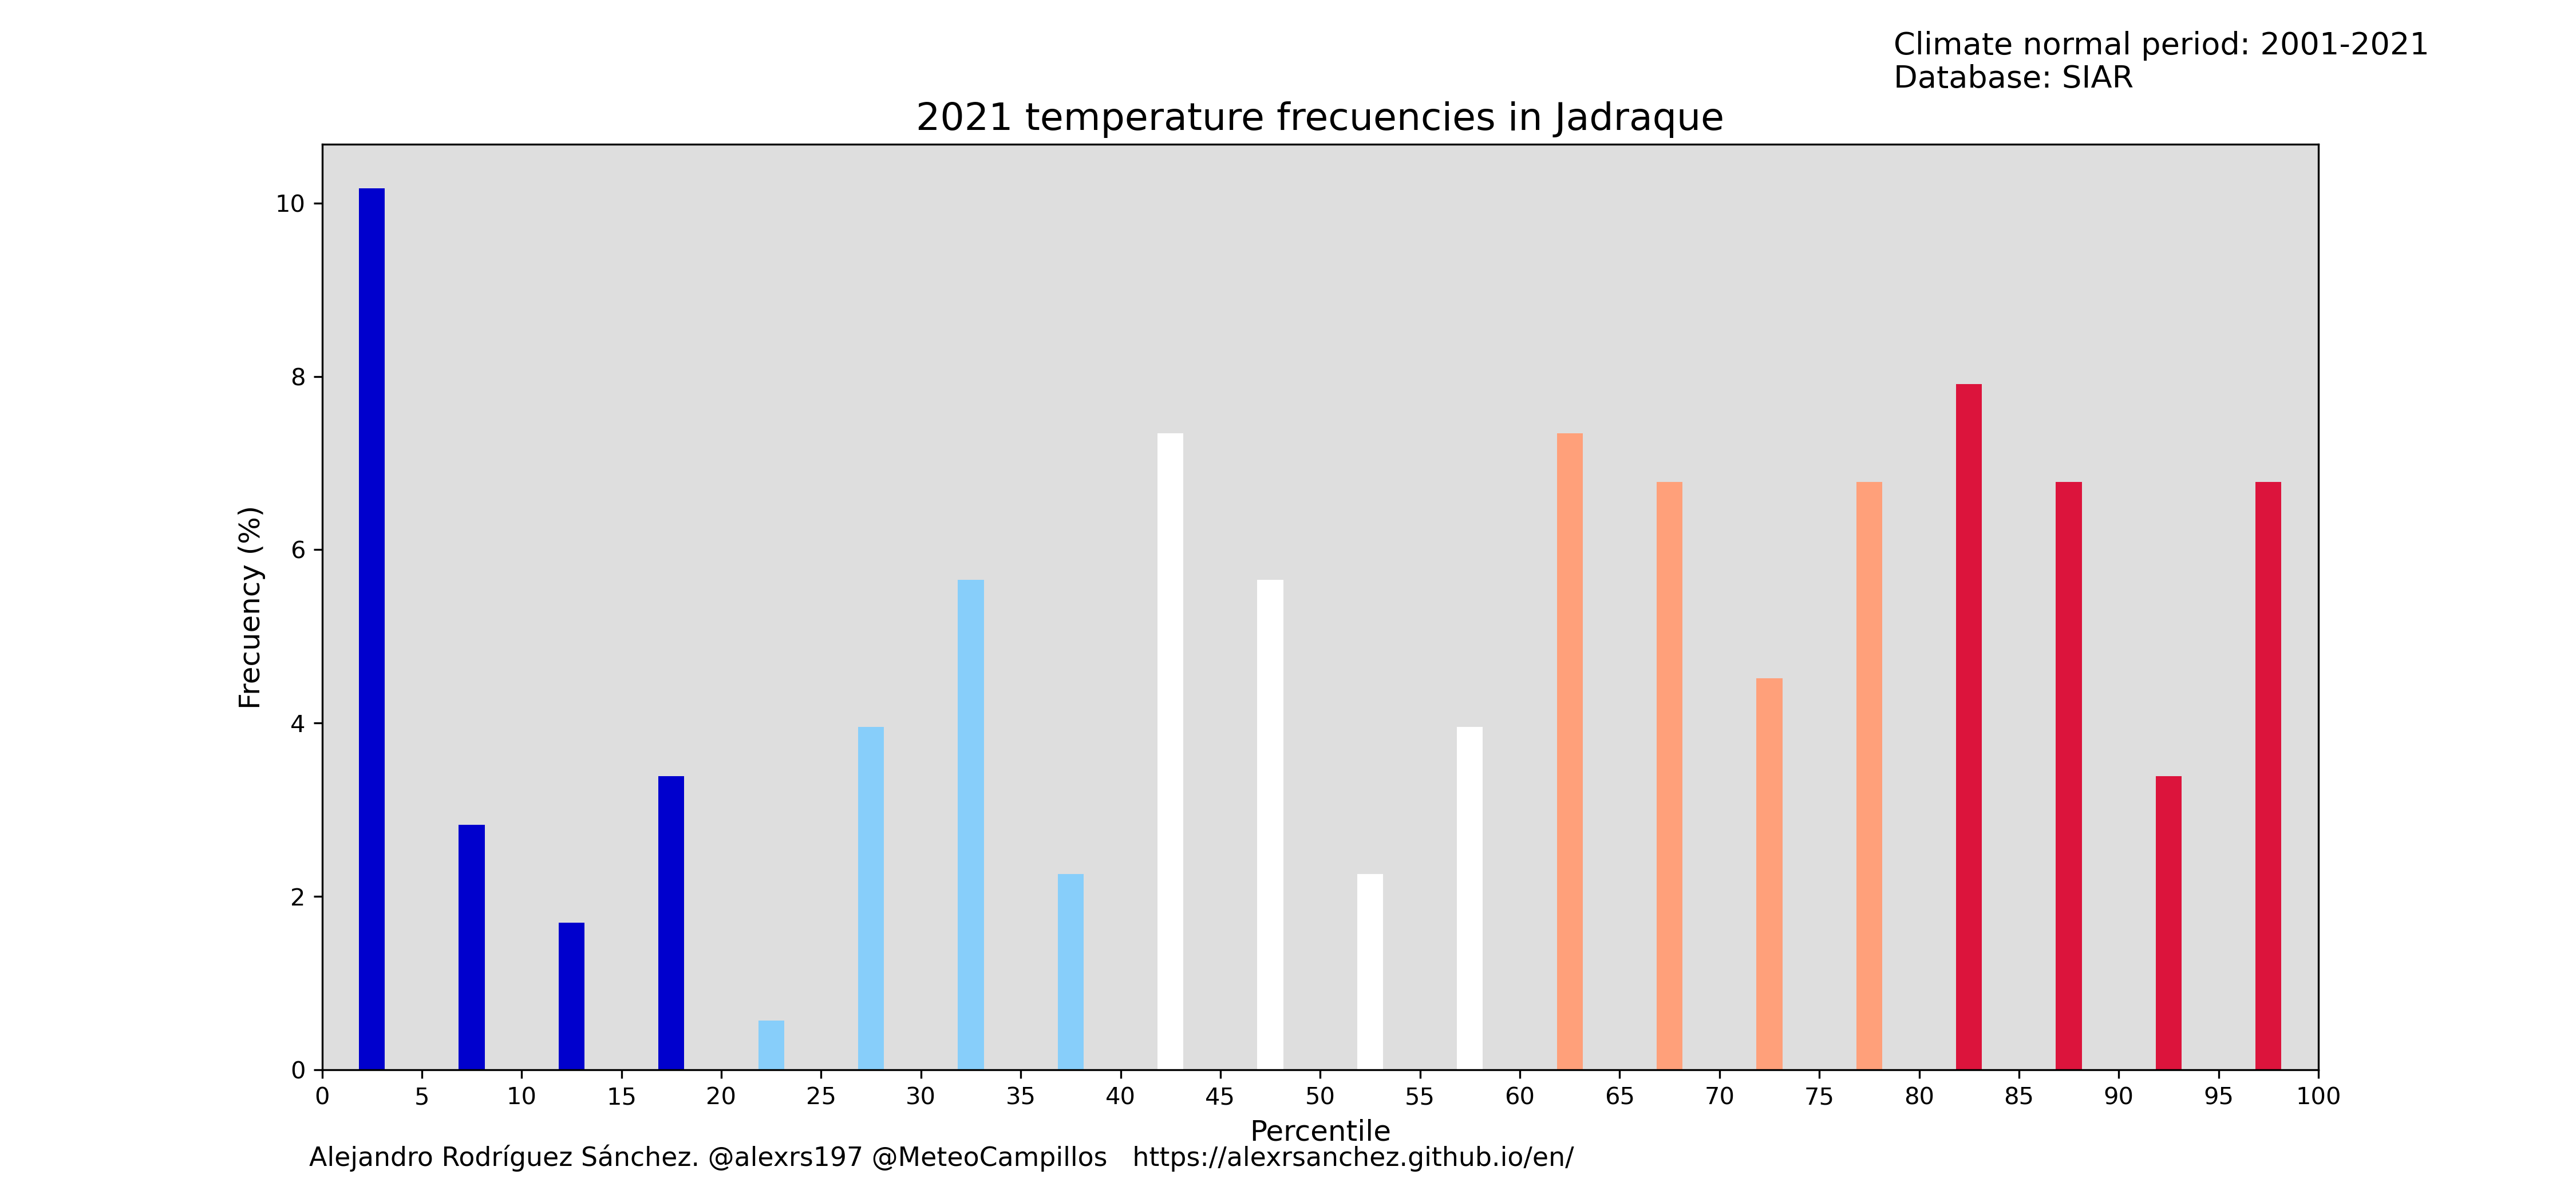 Climate normal period: 2001-2021
Database: SIAR
2021 temperature frecuencies in Jadraque
Frecuency (%)
10
8
6
4
2
0
0 5 10 15 20 25 30 35 40 45 50 55 60 65 70 75 80 85 90 95 100
Percentile
Alejandro Rodríguez Sánchez. @alexrs197 @MeteoCampillos https://alexrsanchez.github.io/en/